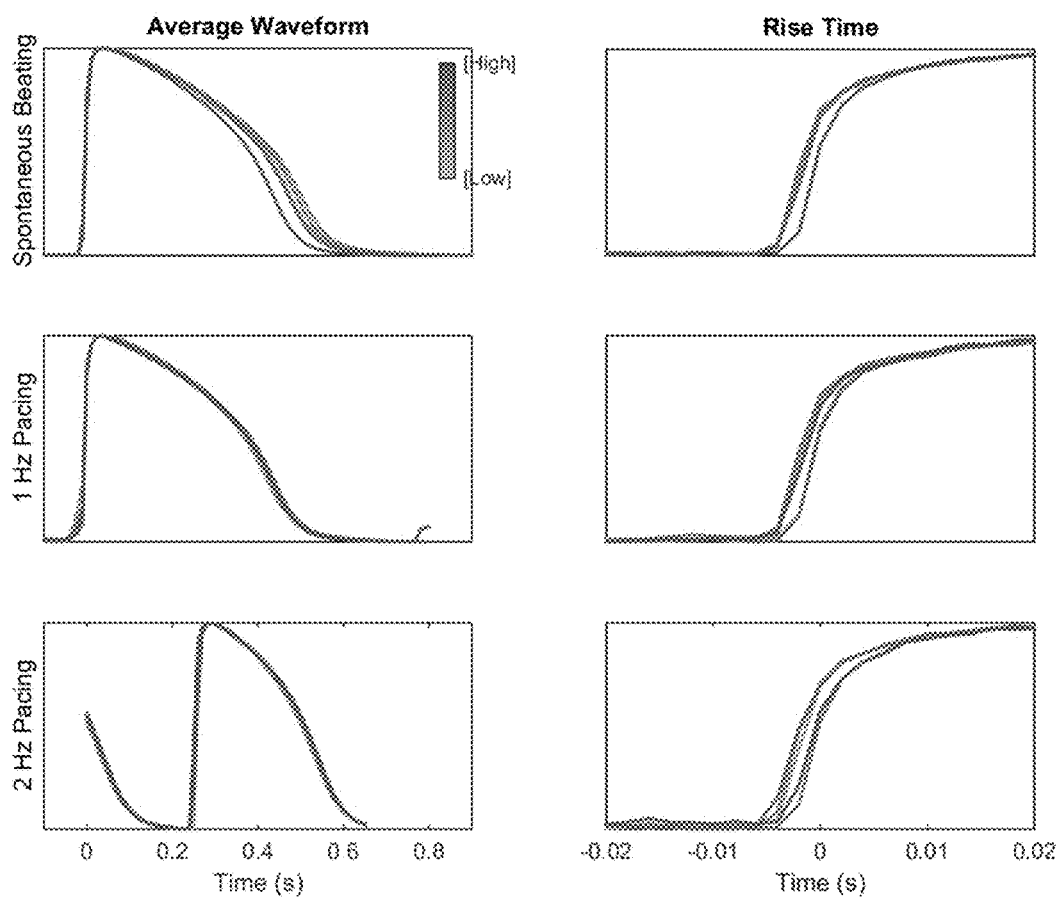 Average Waveform
Rise Time
Spontaneous Beating
[High]
[Low]
1 Hz Pacing
2 Hz Pacing
0 0.2 0.4 0.6 0.8
-0.02 -0.01 0 0.01 0.02
Time (s)
Time (s)